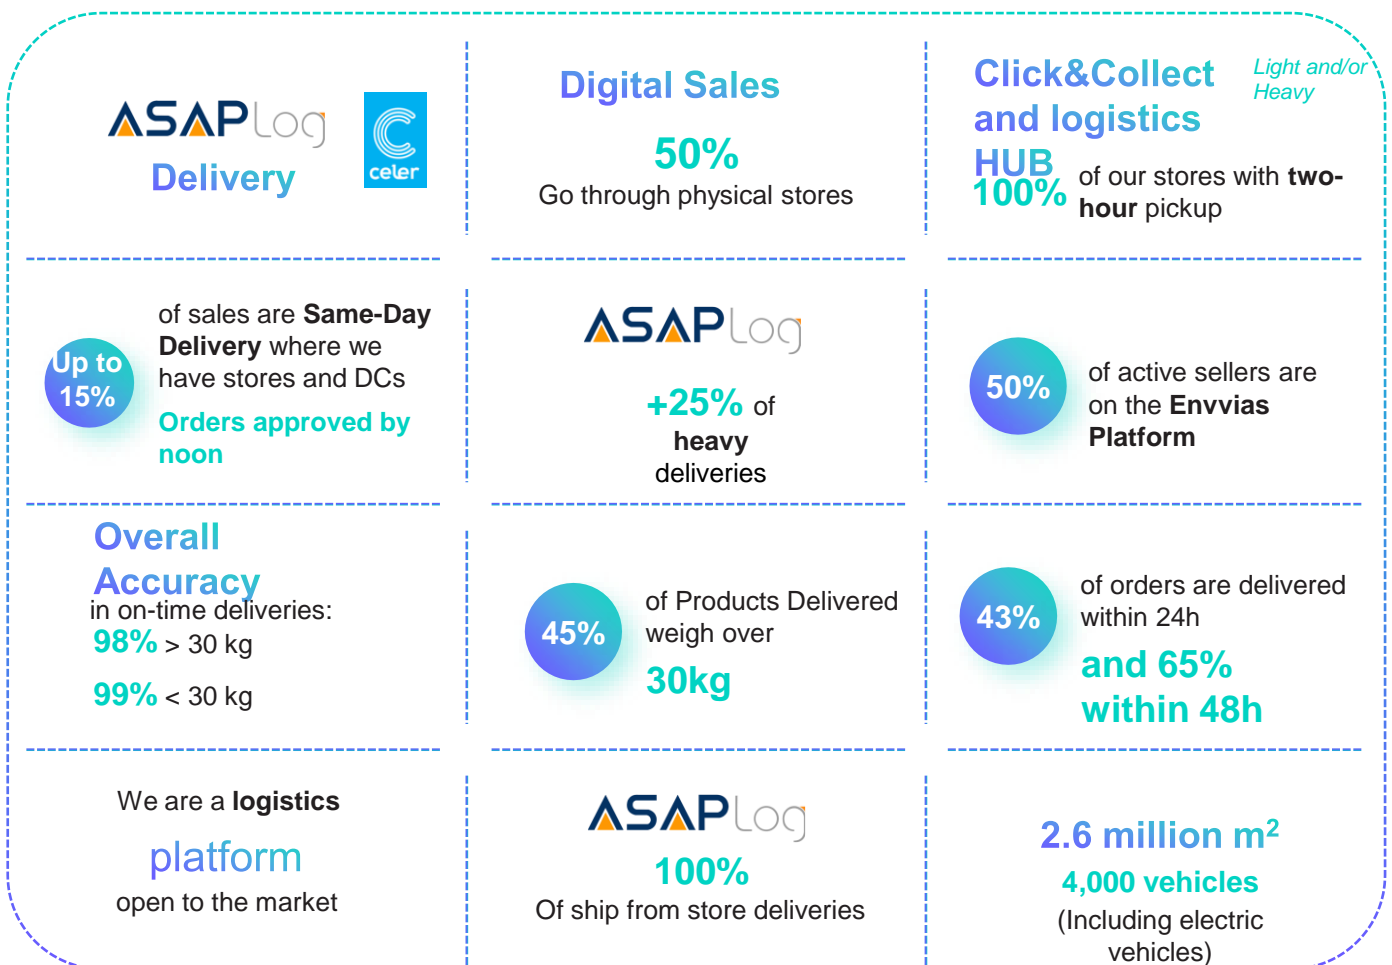 ASAPLog
Delivery
celer
Digital Sales
50%
Go through physical stores
Click&Collect
and logistics
HUB
Light and/or
Heavy
100%
of our stores with two-
hour pickup
Up to
15%
of sales are Same-Day
Delivery where we
have stores and DCs
Orders approved by
noon
ASAPLog
+25% of
heavy
deliveries
50%
of active sellers are
on the Envvias
Platform
Overall
Accuracy
in on-time deliveries:
98% > 30 kg
99% < 30 kg
45%
of Products Delivered
weigh over
30kg
43%
of orders are delivered
within 24h
and 65%
within 48h
We are a logistics
platform
open to the market
ASAPLog
100%
Of ship from store deliveries
2.6 million m²
4,000 vehicles
(Including electric
vehicles)